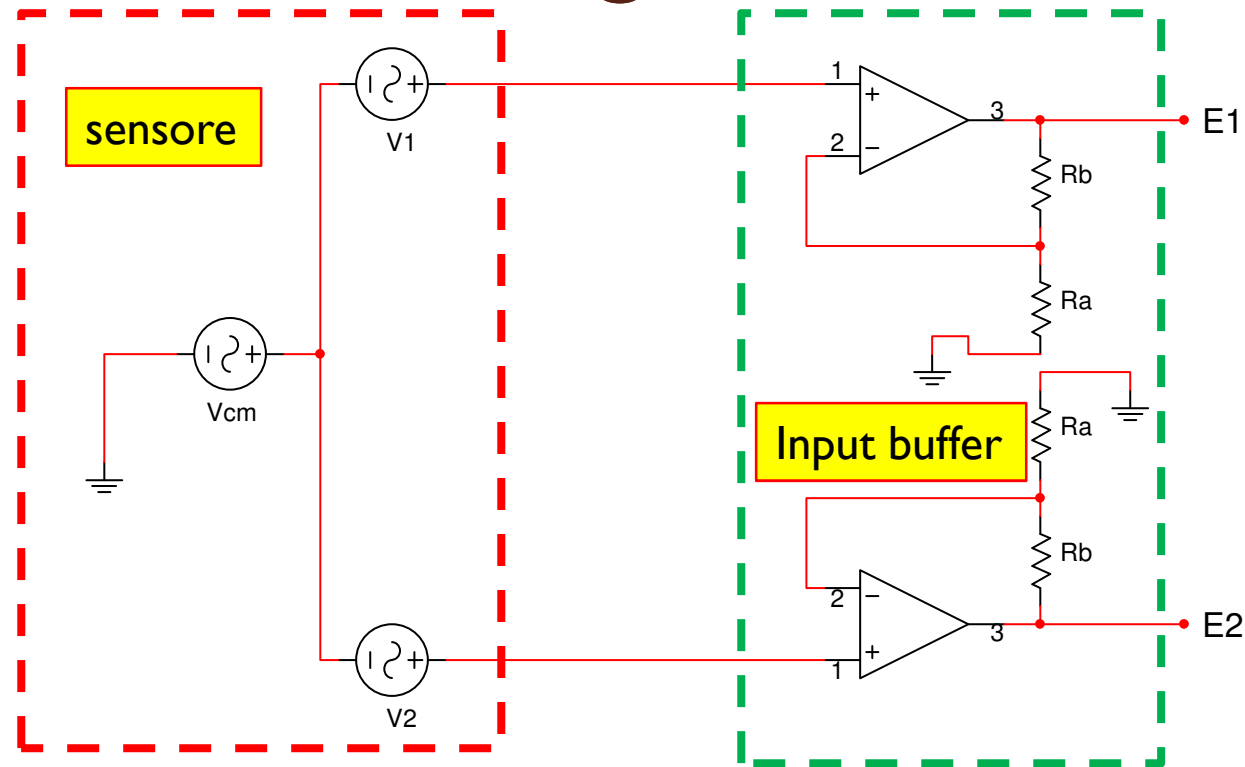 sensore
V1
Vcm
V2
1
+
2
−
3
E1
Rb
Ra
Ra
Input buffer
Rb
2
−
1
+
3
E2